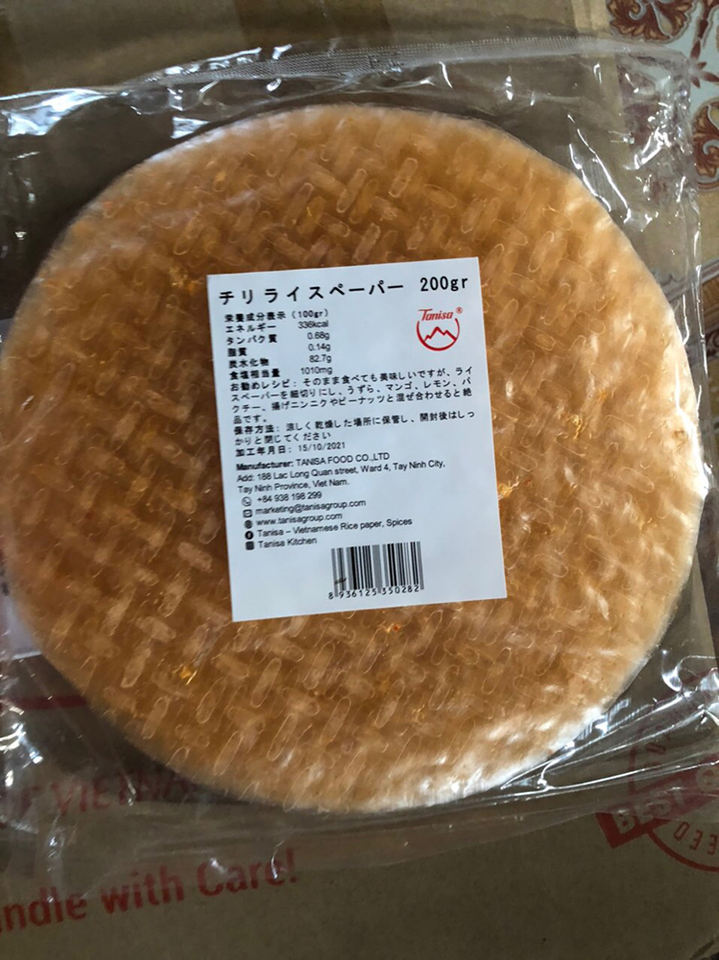 チリライスペーパー 200gr
Tanisa®
栄養成分表示 (100gr)
エネルギー 336kcal
タンパク質 0.68g
脂質 0.14g
炭水化物 82.7g
食塩相当量 1010mg
お勧めレシピ: そのまま食べても美味しいですが、ライ
スペーパーを細切りにし、うずら、マンゴ、レモン、パ
クチー、揚げニンニクやピーナッツと混ぜ合わせると絶
品です。
保存方法: 涼しく乾燥した場所に保管し、開封後はしっ
かりと閉じてください
加工年月日: 15/10/2021
Manufacturer: TANISA FOOD CO.,LTD
Add: 188 Lac Long Quan street, Ward 4, Tay Ninh City,
Tay Ninh Province, Viet Nam.
+84 938 198 299
marketing@tanisagroup.com
www.tanisagroup.com
Tanisa – Vietnamese Rice paper, Spices
Tanisa Kitchen
8 936125 350282
F VIETNA
BEST
EED
ndle with Care!